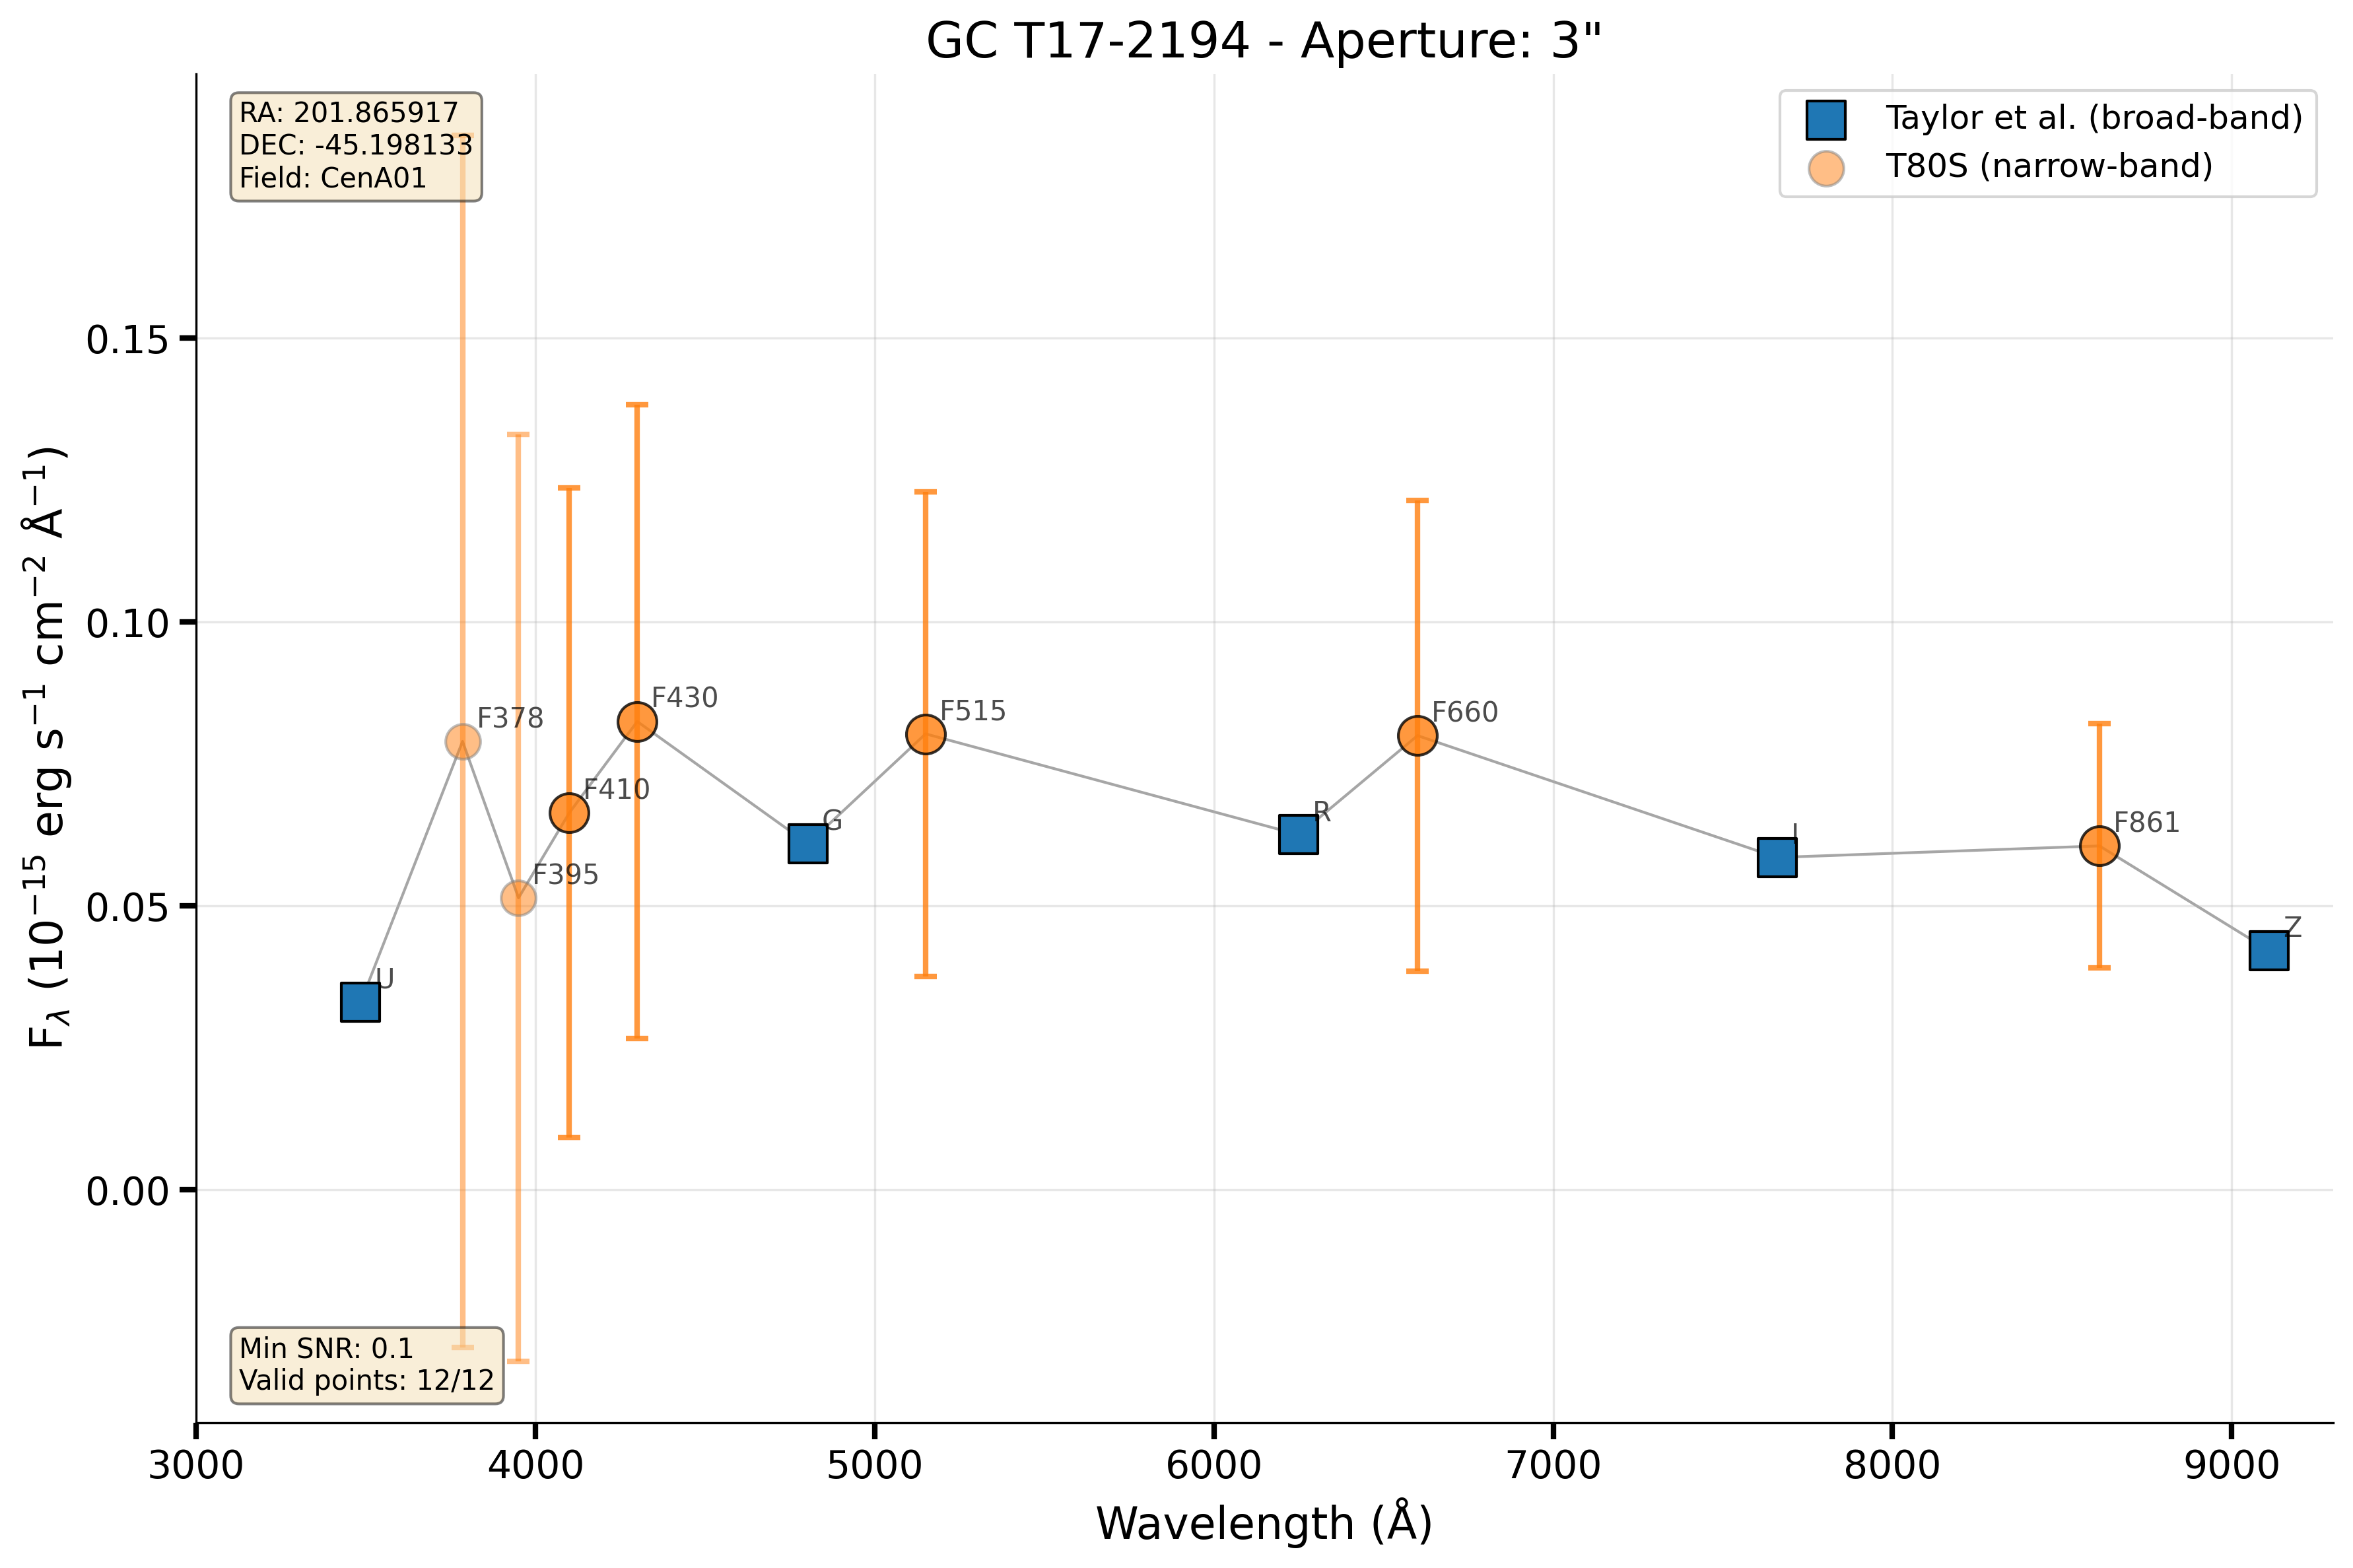 GC T17-2194 - Aperture: 3"
RA: 201.865917
DEC: -45.198133
Field: CenA01
Taylor et al. (broad-band)
T80S (narrow-band)
F_λ (10⁻¹⁵ erg s⁻¹ cm⁻² Å⁻¹)
0.15
0.10
0.05
0.00
U
F378
F395
F410
F430
G
F515
R
F660
I
F861
Z
Min SNR: 0.1
Valid points: 12/12
3000 4000 5000 6000 7000 8000 9000
Wavelength (Å)